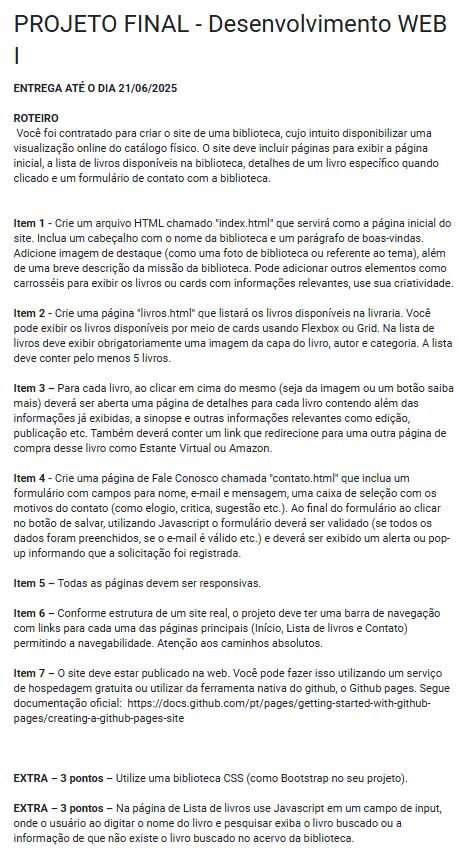 PROJETO FINAL - Desenvolvimento WEB
I
ENTREGA ATÉ O DIA 21/06/2025
ROTEIRO
Você foi contratado para criar o site de uma biblioteca, cujo intuito disponibilizar uma
visualização online do catálogo físico. O site deve incluir páginas para exibir a página
inicial, a lista de livros disponíveis na biblioteca, detalhes de um livro específico quando
clicado e um formulário de contato com a biblioteca.
Item 1 - Crie um arquivo HTML chamado "index.html" que servirá como a página inicial do
site. Inclua um cabeçalho com o nome da biblioteca e um parágrafo de boas-vindas.
Adicione imagem de destaque (como uma foto de biblioteca ou referente ao tema), além
de uma breve descrição da missão da biblioteca. Pode adicionar outros elementos como
carrosséis para exibir os livros ou cards com informações relevantes, use sua criatividade.
Item 2 - Crie uma página "livros.html" que listará os livros disponíveis na livraria. Você
pode exibir os livros disponíveis por meio de cards usando Flexbox ou Grid. Na lista de
livros deve exibir obrigatoriamente uma imagem da capa do livro, autor e categoria. A lista
deve conter pelo menos 5 livros.
Item 3 – Para cada livro, ao clicar em cima do mesmo (seja da imagem ou um botão saiba
mais) deverá ser aberta uma página de detalhes para cada livro contendo além das
informações já exibidas, a sinopse e outras informações relevantes como edição,
publicação etc. Também deverá conter um link que redirecione para uma outra página de
compra desse livro como Estante Virtual ou Amazon.
Item 4 - Crie uma página de Fale Conosco chamada "contato.html" que inclua um
formulário com campos para nome, e-mail e mensagem, uma caixa de seleção com os
motivos do contato (como elogio, critica, sugestão etc.). Ao final do formulário ao clicar
no botão de salvar, utilizando Javascript o formulário deverá ser validado (se todos os
dados foram preenchidos, se o e-mail é válido etc.) e deverá ser exibido um alerta ou pop-
up informando que a solicitação foi registrada.
Item 5 – Todas as páginas devem ser responsivas.
Item 6 – Conforme estrutura de um site real, o projeto deve ter uma barra de navegação
com links para cada uma das páginas principais (Início, Lista de livros e Contato)
permitindo a navegabilidade. Atenção aos caminhos absolutos.
Item 7 – O site deve estar publicado na web. Você pode fazer isso utilizando um serviço
de hospedagem gratuita ou utilizar da ferramenta nativa do github, o Github pages. Segue
documentação oficial:  https://docs.github.com/pt/pages/getting-started-with-github-
pages/creating-a-github-pages-site
EXTRA – 3 pontos – Utilize uma biblioteca CSS (como Bootstrap no seu projeto).
EXTRA – 3 pontos – Na página de Lista de livros use Javascript em um campo de input,
onde o usuário ao digitar o nome do livro e pesquisar exiba o livro buscado ou a
informação de que não existe o livro buscado no acervo da biblioteca.